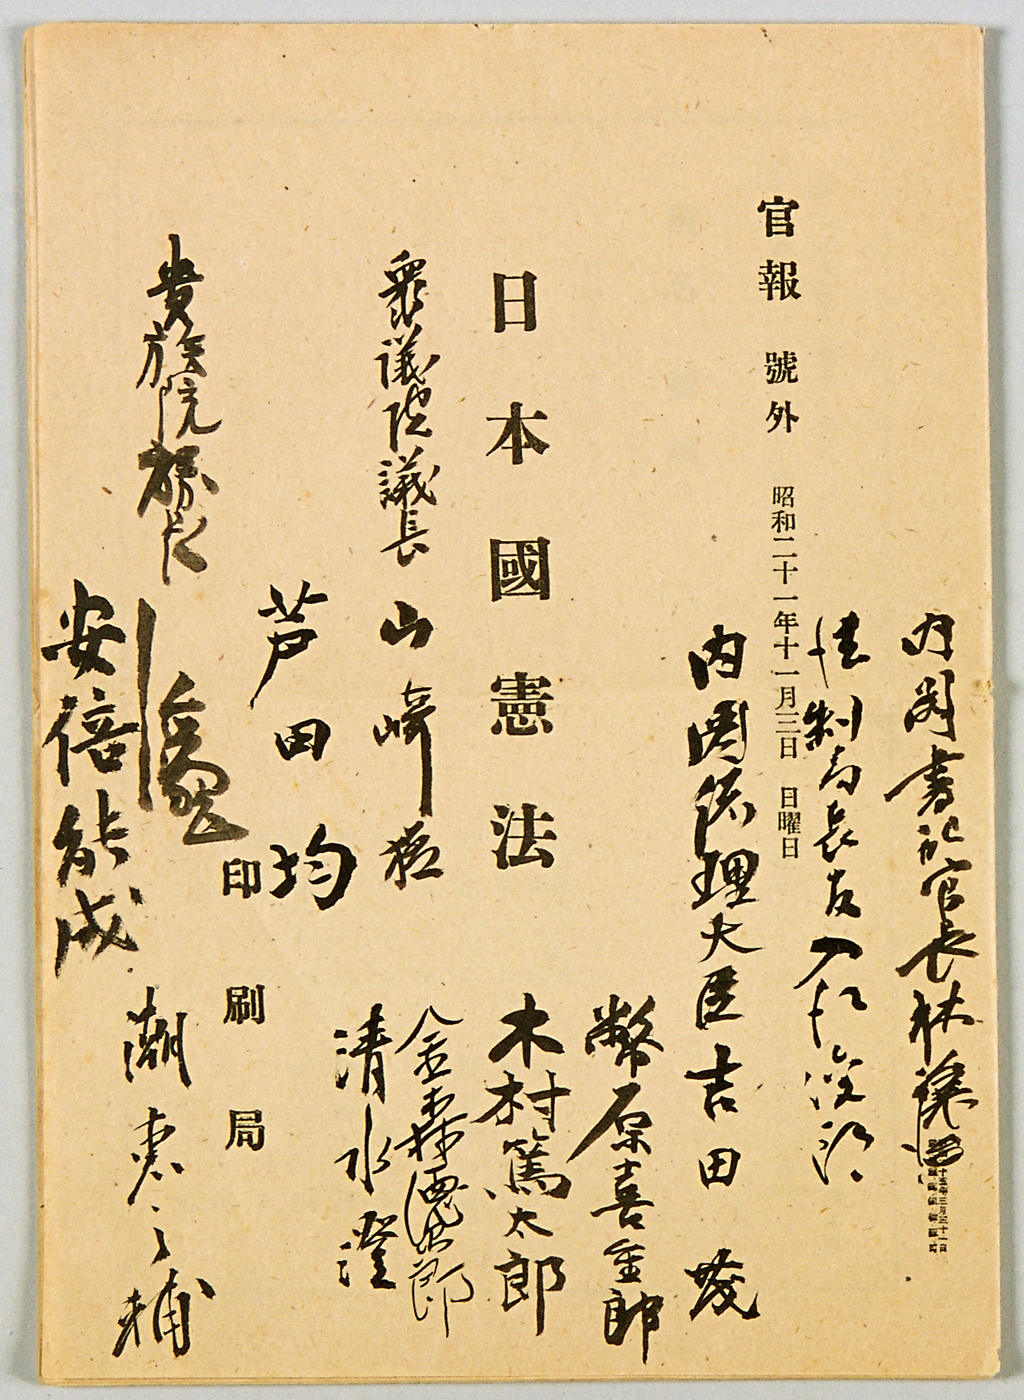 内閣書記官長林譲治
法制局長官入江俊郎
官報 號外 昭和二十一年十一月三日 日曜日
内閣総理大臣吉田茂
幣原喜重郎
日本國憲法
木村篤太郎
衆議院議長 山崎猛
金森徳次郎
清水澄
芦田均
印刷局
貴族院議長
安倍能成
潮恵之輔